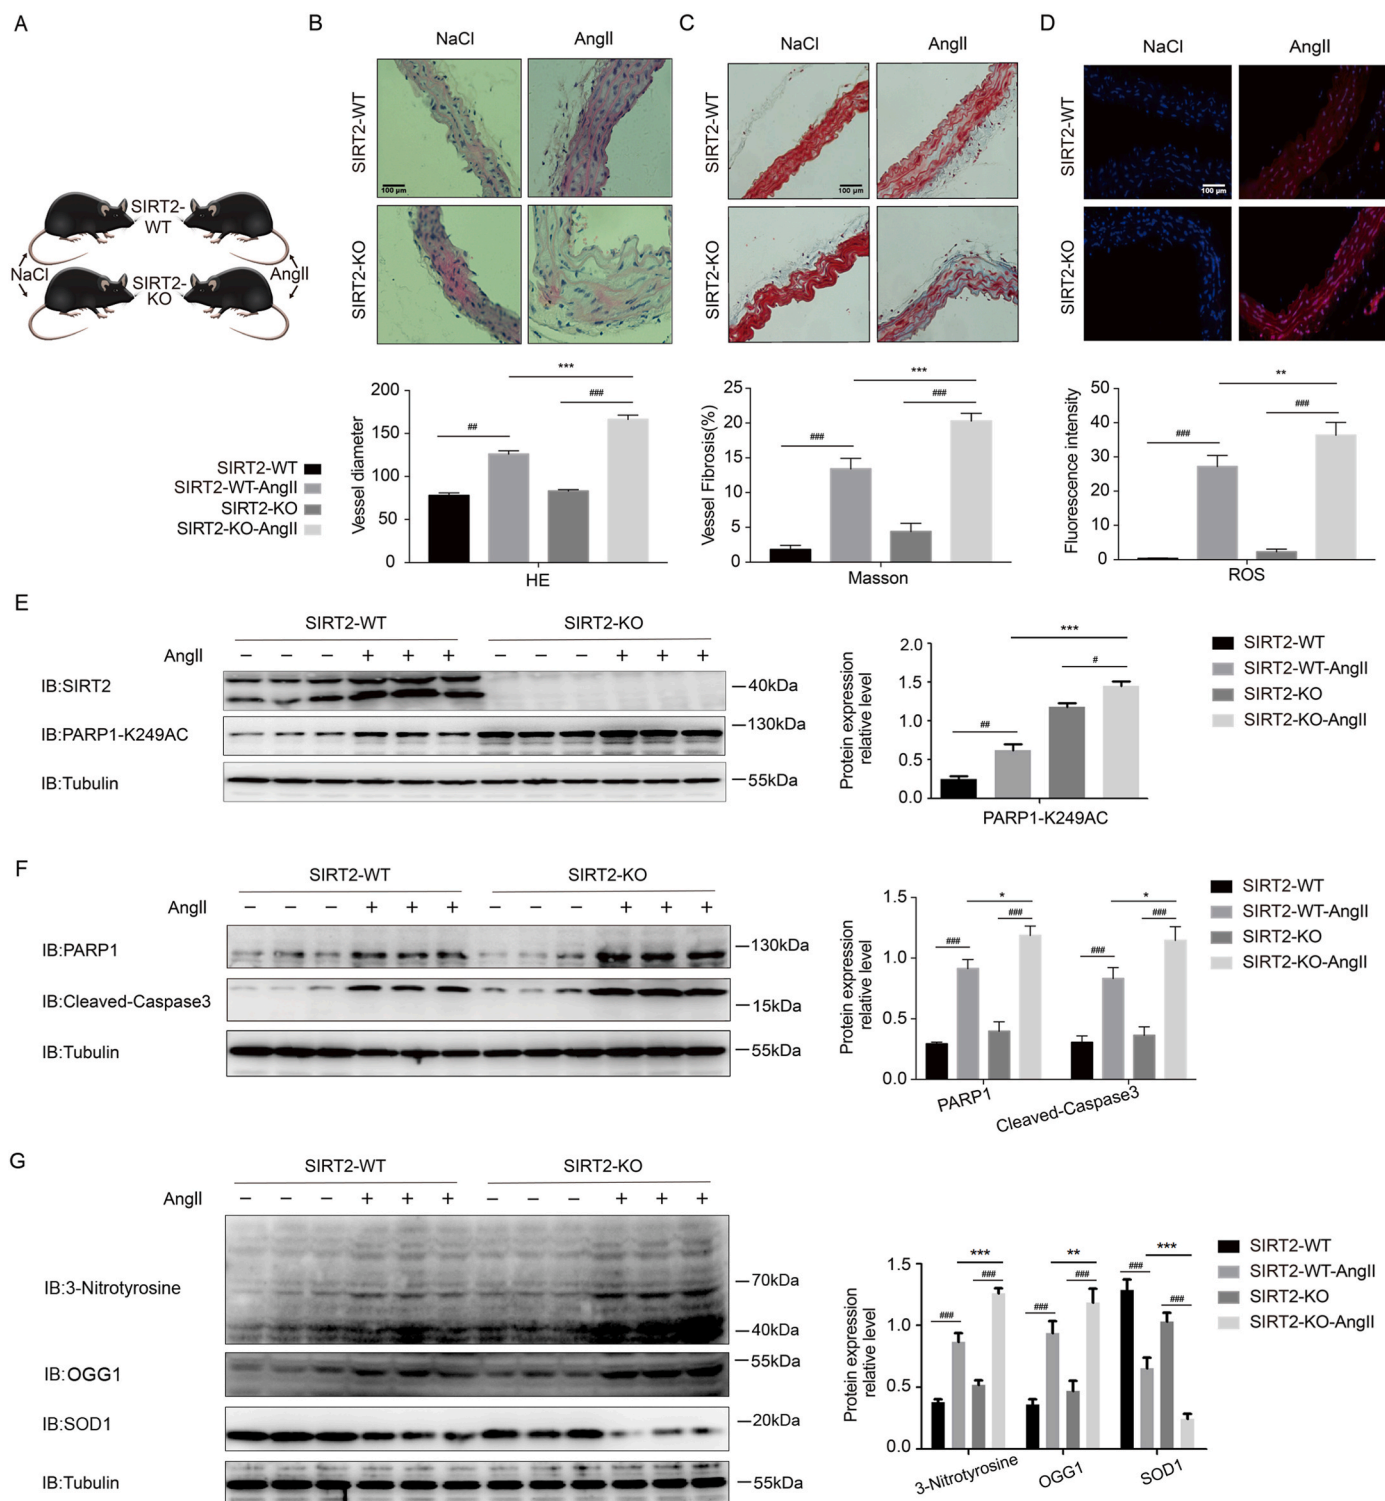 A
SIRT2-
WT
NaCl
AngII
SIRT2-
KO
SIRT2-WT
SIRT2-WT-AngII
SIRT2-KO
SIRT2-KO-AngII
B
NaCl AngII
SIRT2-WT
100 μm
SIRT2-KO
Vessel diameter
200
150
100
50
0
##
***
###
HE
C
NaCl AngII
SIRT2-WT
100 μm
SIRT2-KO
Vessel Fibrosis(%)
25
20
15
10
5
0
###
***
###
Masson
D
NaCl AngII
SIRT2-WT
100 μm
SIRT2-KO
Fluorescence intensity
50
40
30
20
10
0
###
**
###
ROS
E
SIRT2-WT SIRT2-KO
AngII − − − + + + − − − + + +
IB:SIRT2 −40kDa
IB:PARP1-K249AC −130kDa
IB:Tubulin −55kDa
Protein expression
relative level
2.0
1.5
1.0
0.5
0.0
##
***
#
PARP1-K249AC
SIRT2-WT
SIRT2-WT-AngII
SIRT2-KO
SIRT2-KO-AngII
F
SIRT2-WT SIRT2-KO
AngII − − − + + + − − − + + +
IB:PARP1 −130kDa
IB:Cleaved-Caspase3 −15kDa
IB:Tubulin −55kDa
Protein expression
relative level
1.5
1.0
0.5
0.0
###
*
###
###
*
###
PARP1
Cleaved-Caspase3
SIRT2-WT
SIRT2-WT-AngII
SIRT2-KO
SIRT2-KO-AngII
G
SIRT2-WT SIRT2-KO
AngII − − − + + + − − − + + +
IB:3-Nitrotyrosine −70kDa
−40kDa
IB:OGG1 −55kDa
IB:SOD1 −20kDa
IB:Tubulin −55kDa
Protein expression
relative level
1.5
1.0
0.5
0.0
###
***
###
###
**
###
###
***
###
3-Nitrotyrosine
OGG1
SOD1
SIRT2-WT
SIRT2-WT-AngII
SIRT2-KO
SIRT2-KO-AngII